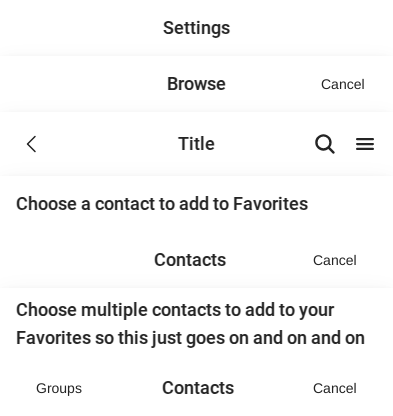 Settings
Browse Cancel
Title
Choose a contact to add to Favorites
Contacts Cancel
Choose multiple contacts to add to your
Favorites so this just goes on and on and on
Groups Contacts Cancel